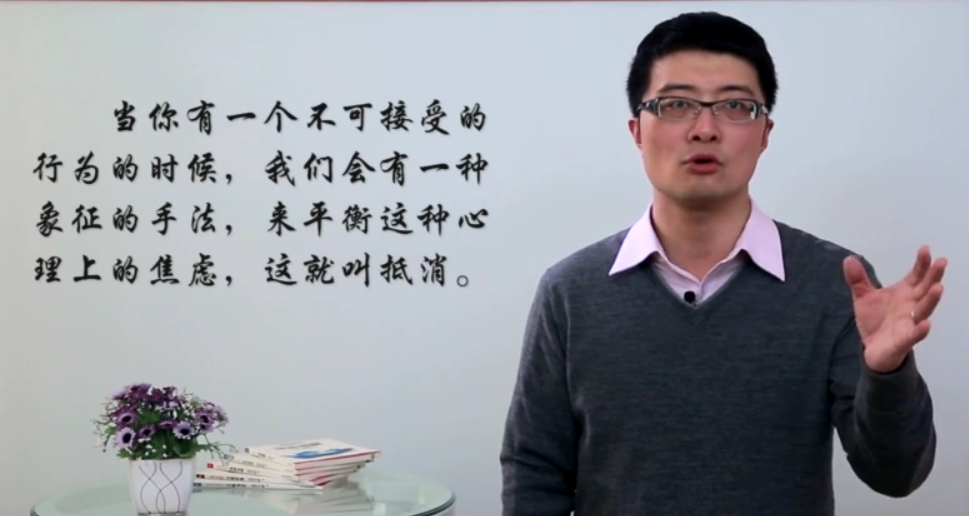 当你有一个不可接受的
行为的时候，我们会有一种
象征的手法，来平衡这种心
理上的焦虑，这就叫抵消。